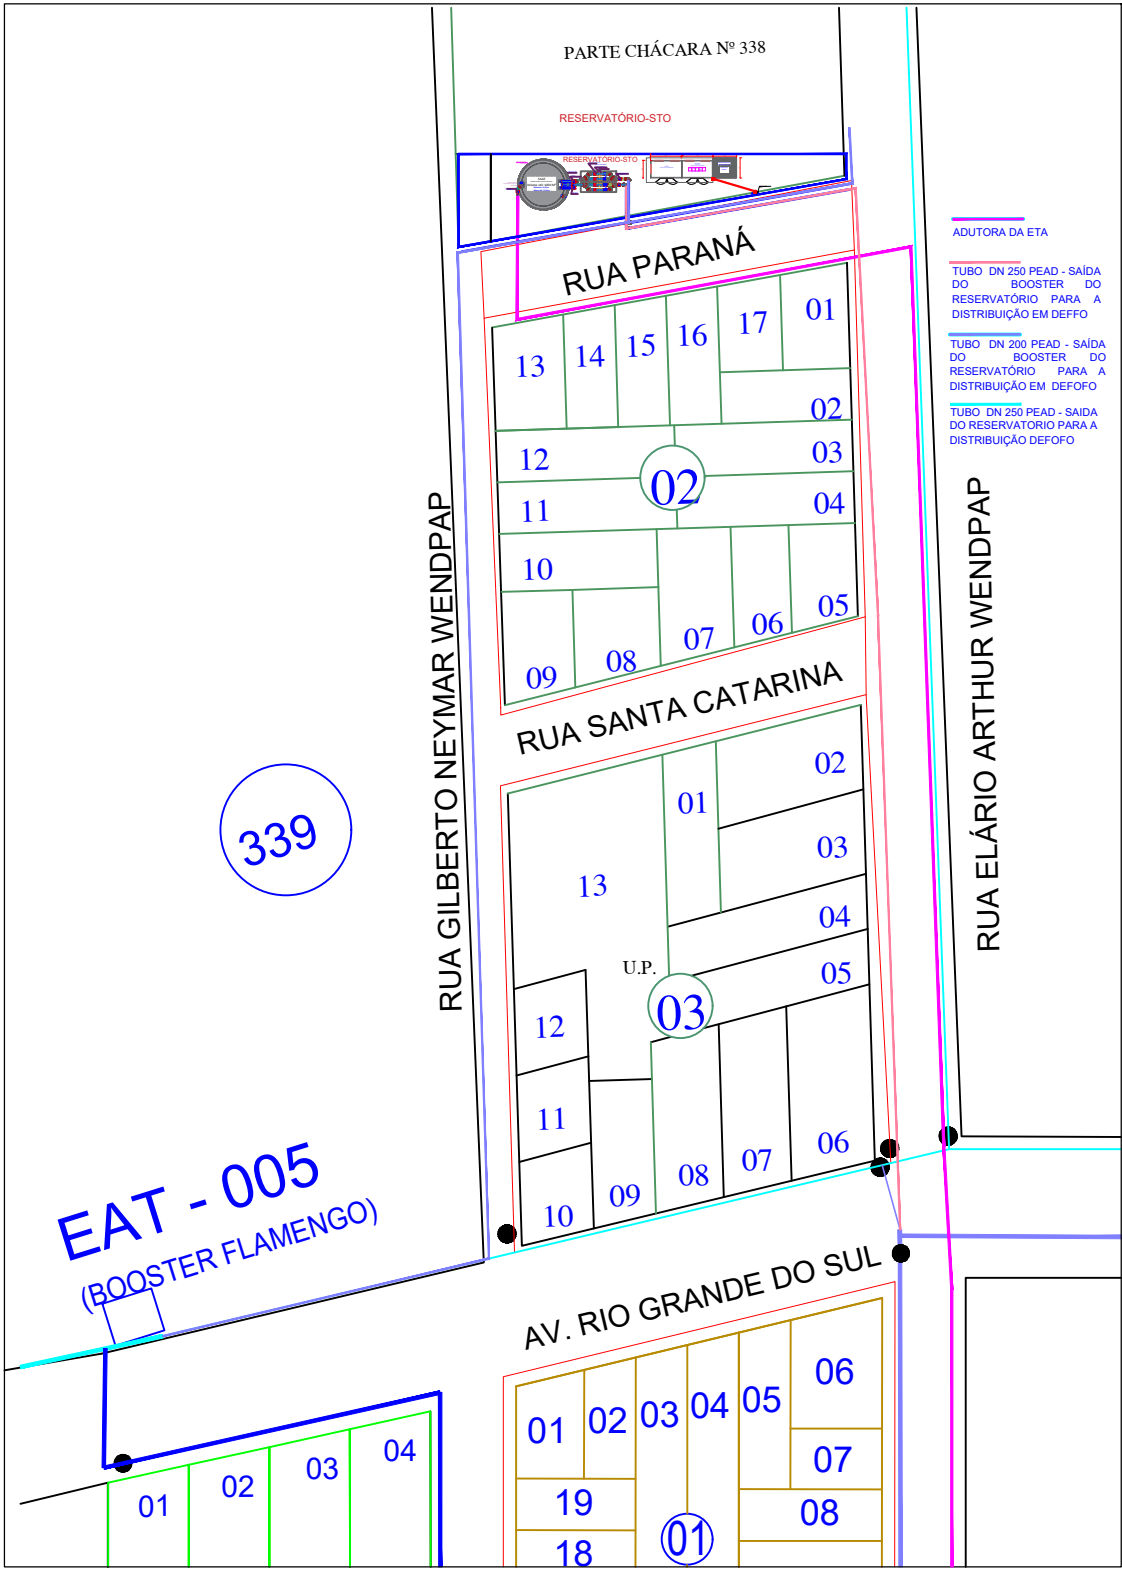 PARTE CHÁCARA Nº 338
RESERVATÓRIO-STO
RESERVATÓRIO-STO
RUA PARANÁ
ADUTORA DA ETA
TUBO DN 250 PEAD - SAÍDA
DO BOOSTER DO
RESERVATÓRIO PARA A
DISTRIBUIÇÃO EM DEFFO
TUBO DN 200 PEAD - SAÍDA
DO BOOSTER DO
RESERVATÓRIO PARA A
DISTRIBUIÇÃO EM DEFOFO
TUBO DN 250 PEAD - SAIDA
DO RESERVATORIO PARA A
DISTRIBUIÇÃO DEFOFO
13
14
15
16
17
01
02
12
03
02
11
04
10
09
08
07
06
05
RUA GILBERTO NEYMAR WENDPAP
RUA ELÁRIO ARTHUR WENDPAP
RUA SANTA CATARINA
339
01
02
13
03
04
U.P.
05
03
12
11
10
09
08
07
06
EAT - 005
(BOOSTER FLAMENGO)
AV. RIO GRANDE DO SUL
01
02
03
04
01
02
03
04
05
06
07
19
08
18
01